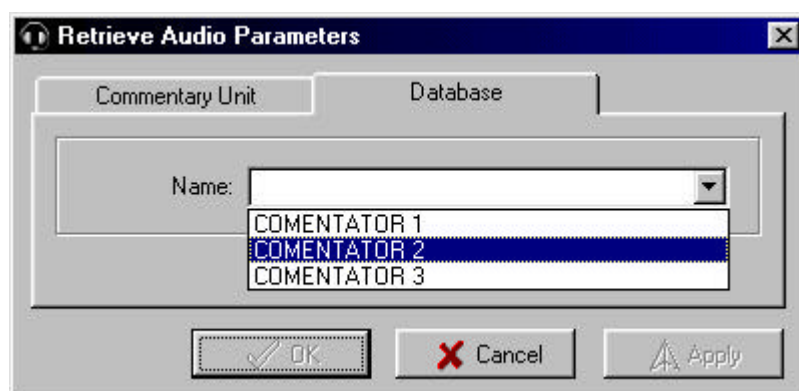 Retrieve Audio Parameters
Commentary Unit Database
Name:
COMENTATOR 1
COMENTATOR 2
COMENTATOR 3
OK Cancel Apply